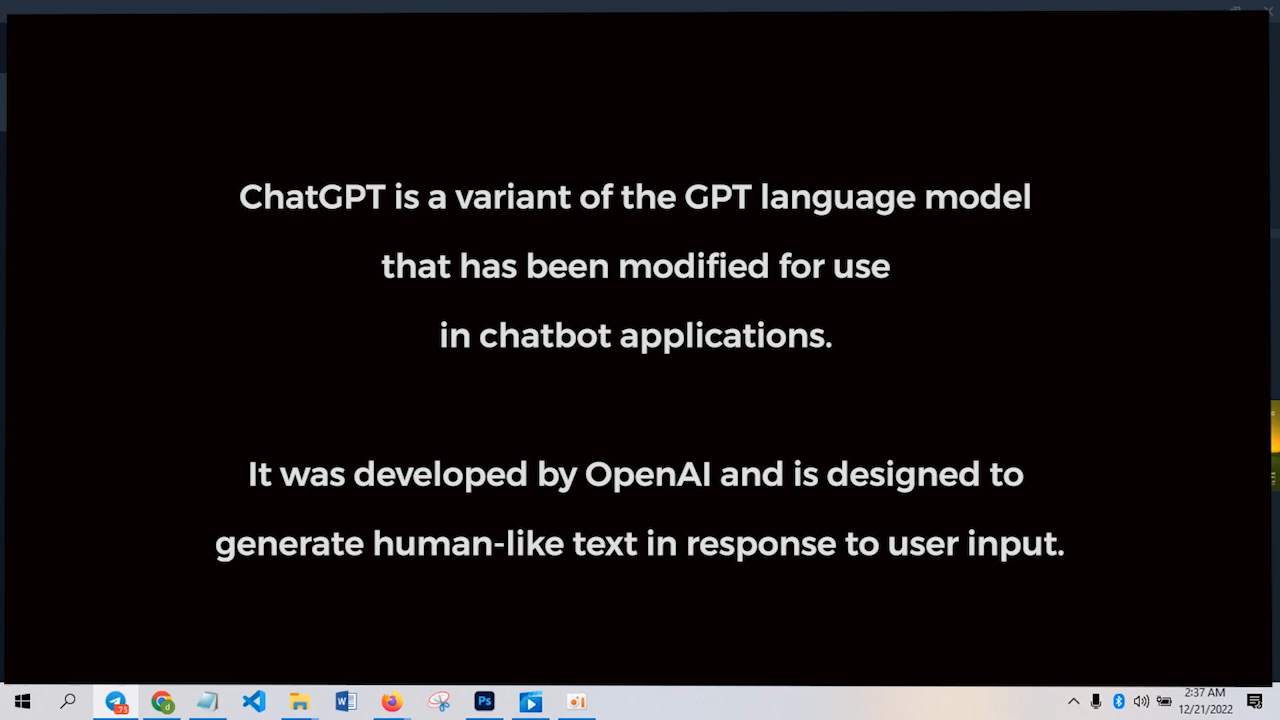 ChatGPT is a variant of the GPT language model
that has been modified for use
in chatbot applications.
It was developed by OpenAI and is designed to
generate human-like text in response to user input.
75
d
W
Ps
2:37 AM
12/21/2022